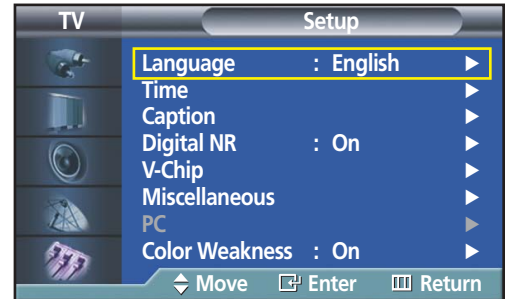 TV Setup
Language : English
Time
Caption
Digital NR : On
V-Chip
Miscellaneous
PC
Color Weakness : On
Move Enter Return